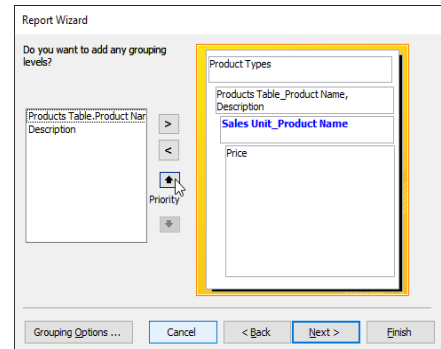 Report Wizard
Do you want to add any grouping
levels?
Products Table.Product Nar
Description
>
<
Priority
Product Types
Products Table_Product Name,
Description
Sales Unit_Product Name
Price
Grouping Options ...
Cancel
< Back
Next >
Finish